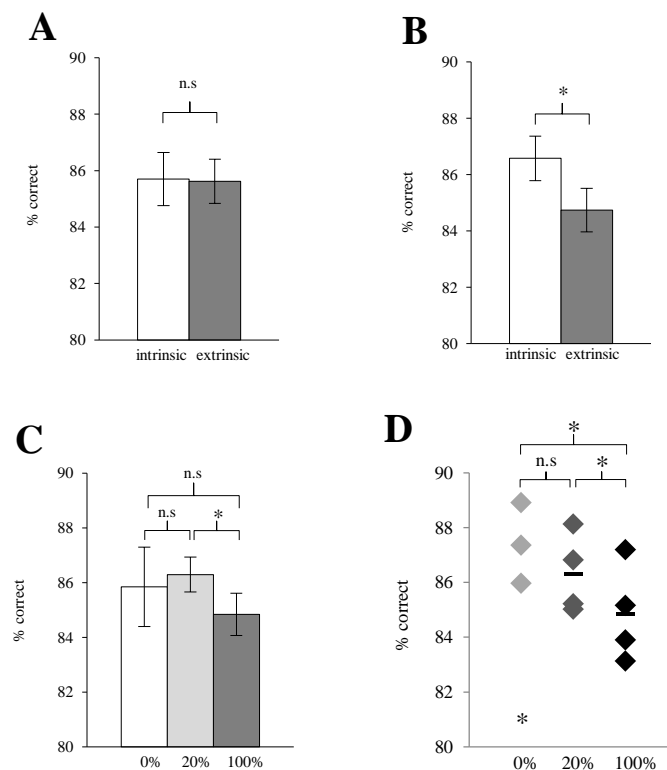 A
90
88
86
84
82
80
% correct
n.s
intrinsic extrinsic
B
90
88
86
84
82
80
% correct
*
intrinsic extrinsic
C
90
88
86
84
82
80
% correct
n.s
n.s *
0% 20% 100%
D
90
88
86
84
82
80
% correct
*
n.s *
*
0% 20% 100%